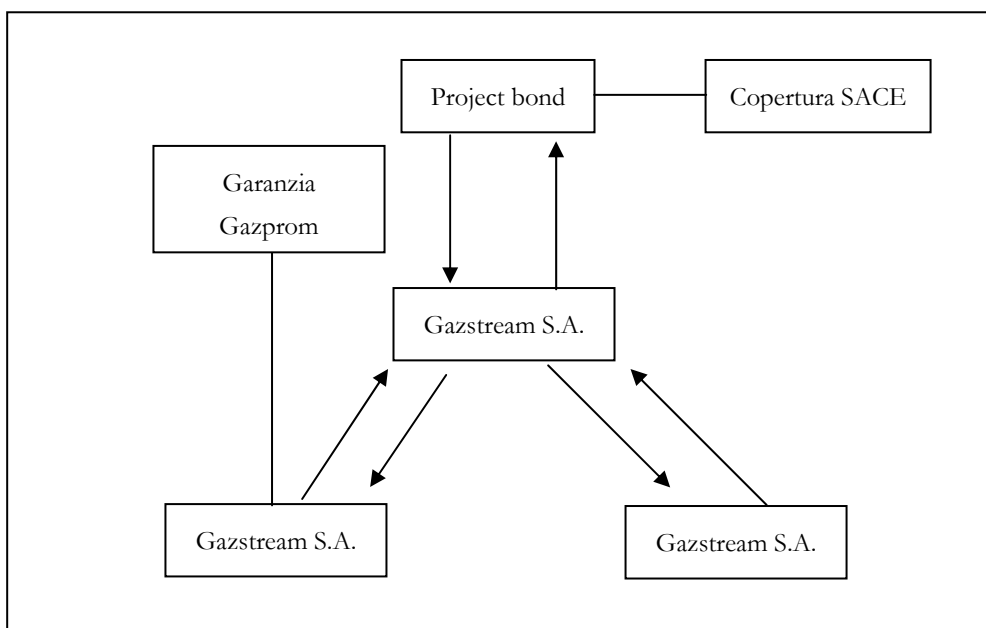 Project bond
Copertura SACE
Garanzia
Gazprom
Gazstream S.A.
Gazstream S.A.
Gazstream S.A.